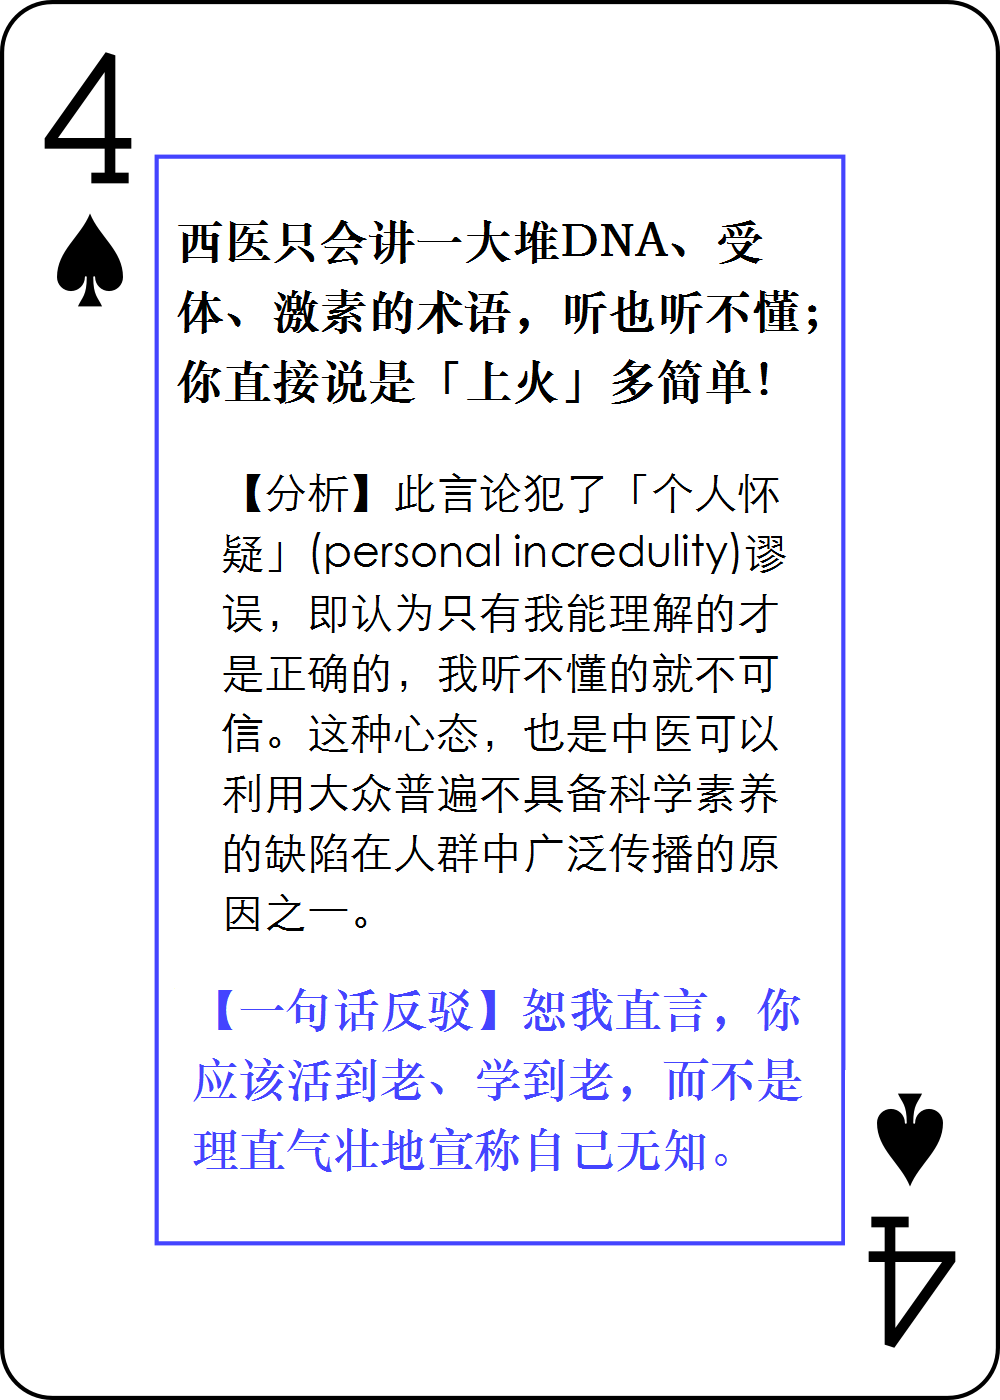 4
西医只会讲一大堆DNA、受
体、激素的术语，听也听不懂；
你直接说是「上火」多简单！
【分析】此言论犯了「个人怀
疑」(personal incredulity)谬
误，即认为只有我能理解的才
是正确的，我听不懂的就不可
信。这种心态，也是中医可以
利用大众普遍不具备科学素养
的缺陷在人群中广泛传播的原
因之一。
【一句话反驳】恕我直言，你
应该活到老、学到老，而不是
理直气壮地宣称自己无知。
4